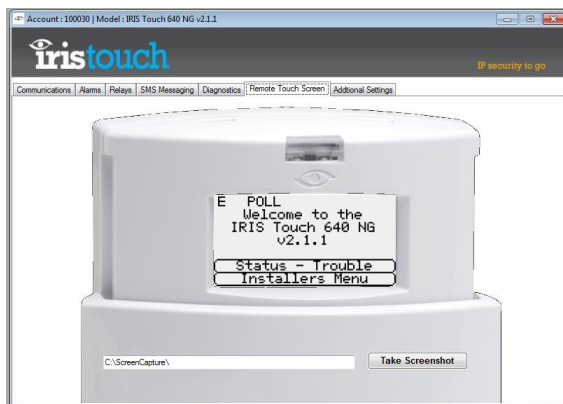 Account : 100030 | Model : IRIS Touch 640 NG v2.1.1
iristouch
IP security to go
Communications Alarms Relays SMS Messaging Diagnostics Remote Touch Screen Addtional Settings
E POLL
Welcome to the
IRIS Touch 640 NG
v2.1.1
Status - Trouble
Installers Menu
C:\ScreenCapture\ Take Screenshot